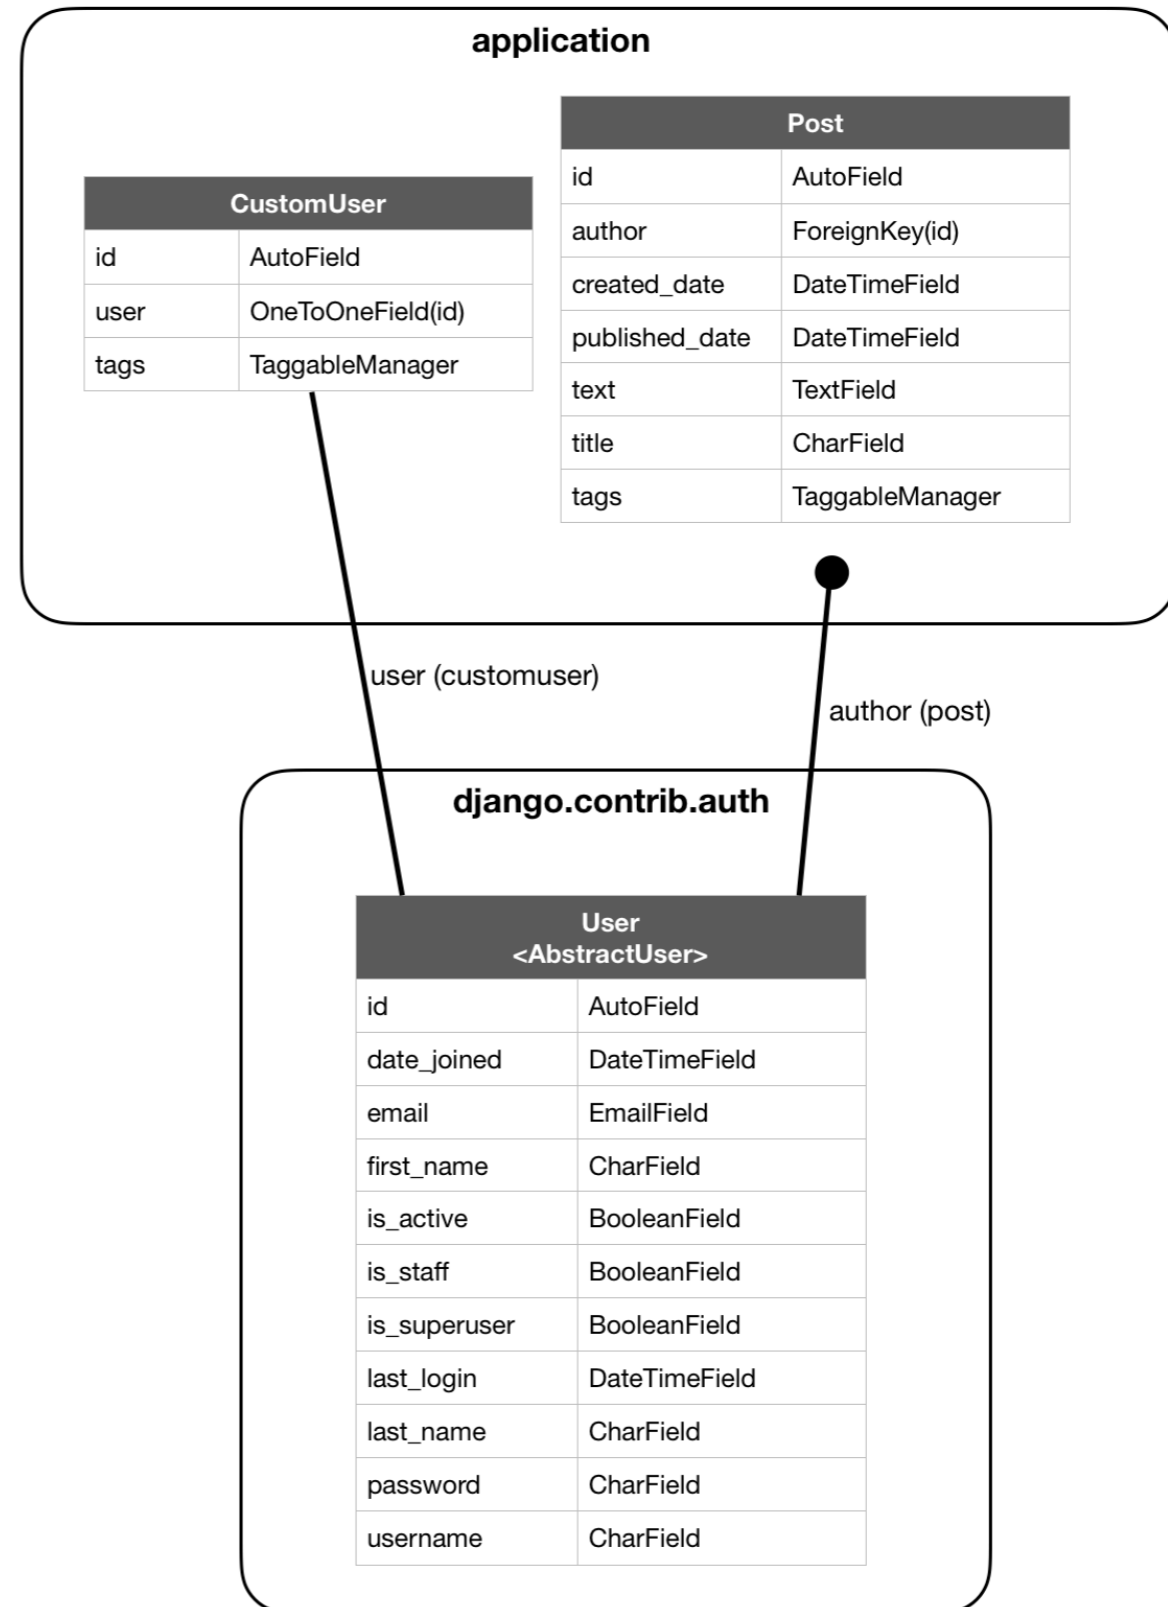 application
CustomUser
id AutoField
user OneToOneField(id)
tags TaggableManager
Post
id AutoField
author ForeignKey(id)
created_date DateTimeField
published_date DateTimeField
text TextField
title CharField
tags TaggableManager
user (customuser)
author (post)
django.contrib.auth
User
<AbstractUser>
id AutoField
date_joined DateTimeField
email EmailField
first_name CharField
is_active BooleanField
is_staff BooleanField
is_superuser BooleanField
last_login DateTimeField
last_name CharField
password CharField
username CharField